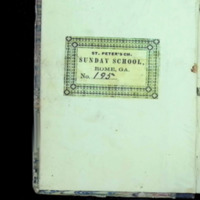 ST. PETER'S CH.
SUNDAY SCHOOL,
ROME, GA.
No. 195